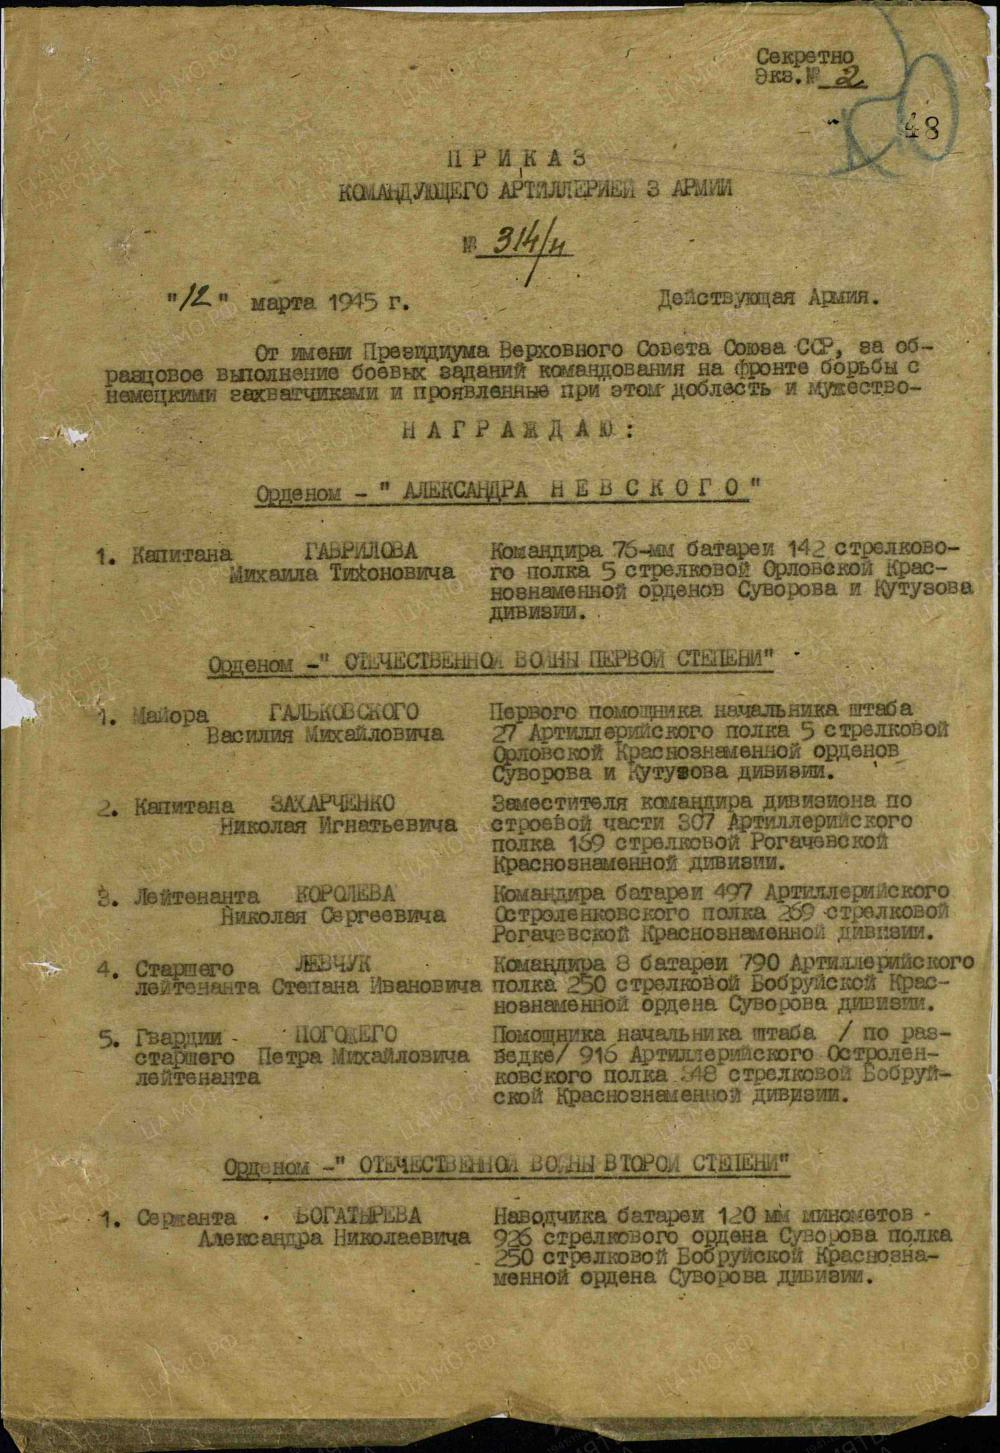 Секретно
Экз.№ 2
48
ПРИКАЗ
КОМАНДУЮЩЕГО АРТИЛЛЕРИЕЙ 3 АРМИИ
№ 314/н
"12" марта 1945 г. Действующая Армия.
От имени Президиума Верховного Совета Союза ССР, за об-
разцовое выполнение боевых заданий командования на фронте борьбы с
немецкими захватчиками и проявленные при этом доблесть и мужество-
НАГРАЖДАЮ:
Орденом - "АЛЕКСАНДРА НЕВСКОГО"
1. Капитана ГАВРИЛОВА Командира 76-мм батареи 142 стрелково-
Михаила Тихоновича го полка 5 стрелковой Орловской Крас-
нознаменной орденов Суворова и Кутузова
дивизии.
Орденом -" ОТЕЧЕСТВЕННОЙ ВОЙНЫ ПЕРВОЙ СТЕПЕНИ"
1. Майора ГАЛЬКОВСКОГО Первого помощника начальника штаба
Василия Михайловича 27 Артиллерийского полка 5 стрелковой
Орловской Краснознаменной орденов
Суворова и Кутузова дивизии.
2. Капитана ЗАХАРЧЕНКО Заместителя командира дивизиона по
Николая Игнатьевича строевой части 307 Артиллерийского
полка 169 стрелковой Рогачевской
Краснознаменной дивизии.
3. Лейтенанта КОРОЛЕВА Командира батареи 497 Артиллерийского
Николая Сергеевича Остроленковского полка 269 стрелковой
Рогачевской Краснознаменной дивизии.
4. Старшего ЛЕВЧУК Командира 8 батареи 790 Артиллерийского
лейтенанта Степана Ивановича полка 250 стрелковой Бобруйской Крас-
нознаменной ордена Суворова дивизии.
5. Гвардии ПОГОДЕГО Помощника начальника штаба / по раз-
старшего Петра Михайловича ведке/ 916 Артиллерийского Остролен-
лейтенанта ковского полка 348 стрелковой Бобруй-
ской Краснознаменной дивизии.
Орденом -" ОТЕЧЕСТВЕННОЙ ВОЙНЫ ВТОРОЙ СТЕПЕНИ"
1. Сержанта БОГАТЫРЕВА Наводчика батареи 120 мм минометов
Александра Николаевича 926 стрелкового ордена Суворова полка
250 стрелковой Бобруйской Краснозна-
менной ордена Суворова дивизии.